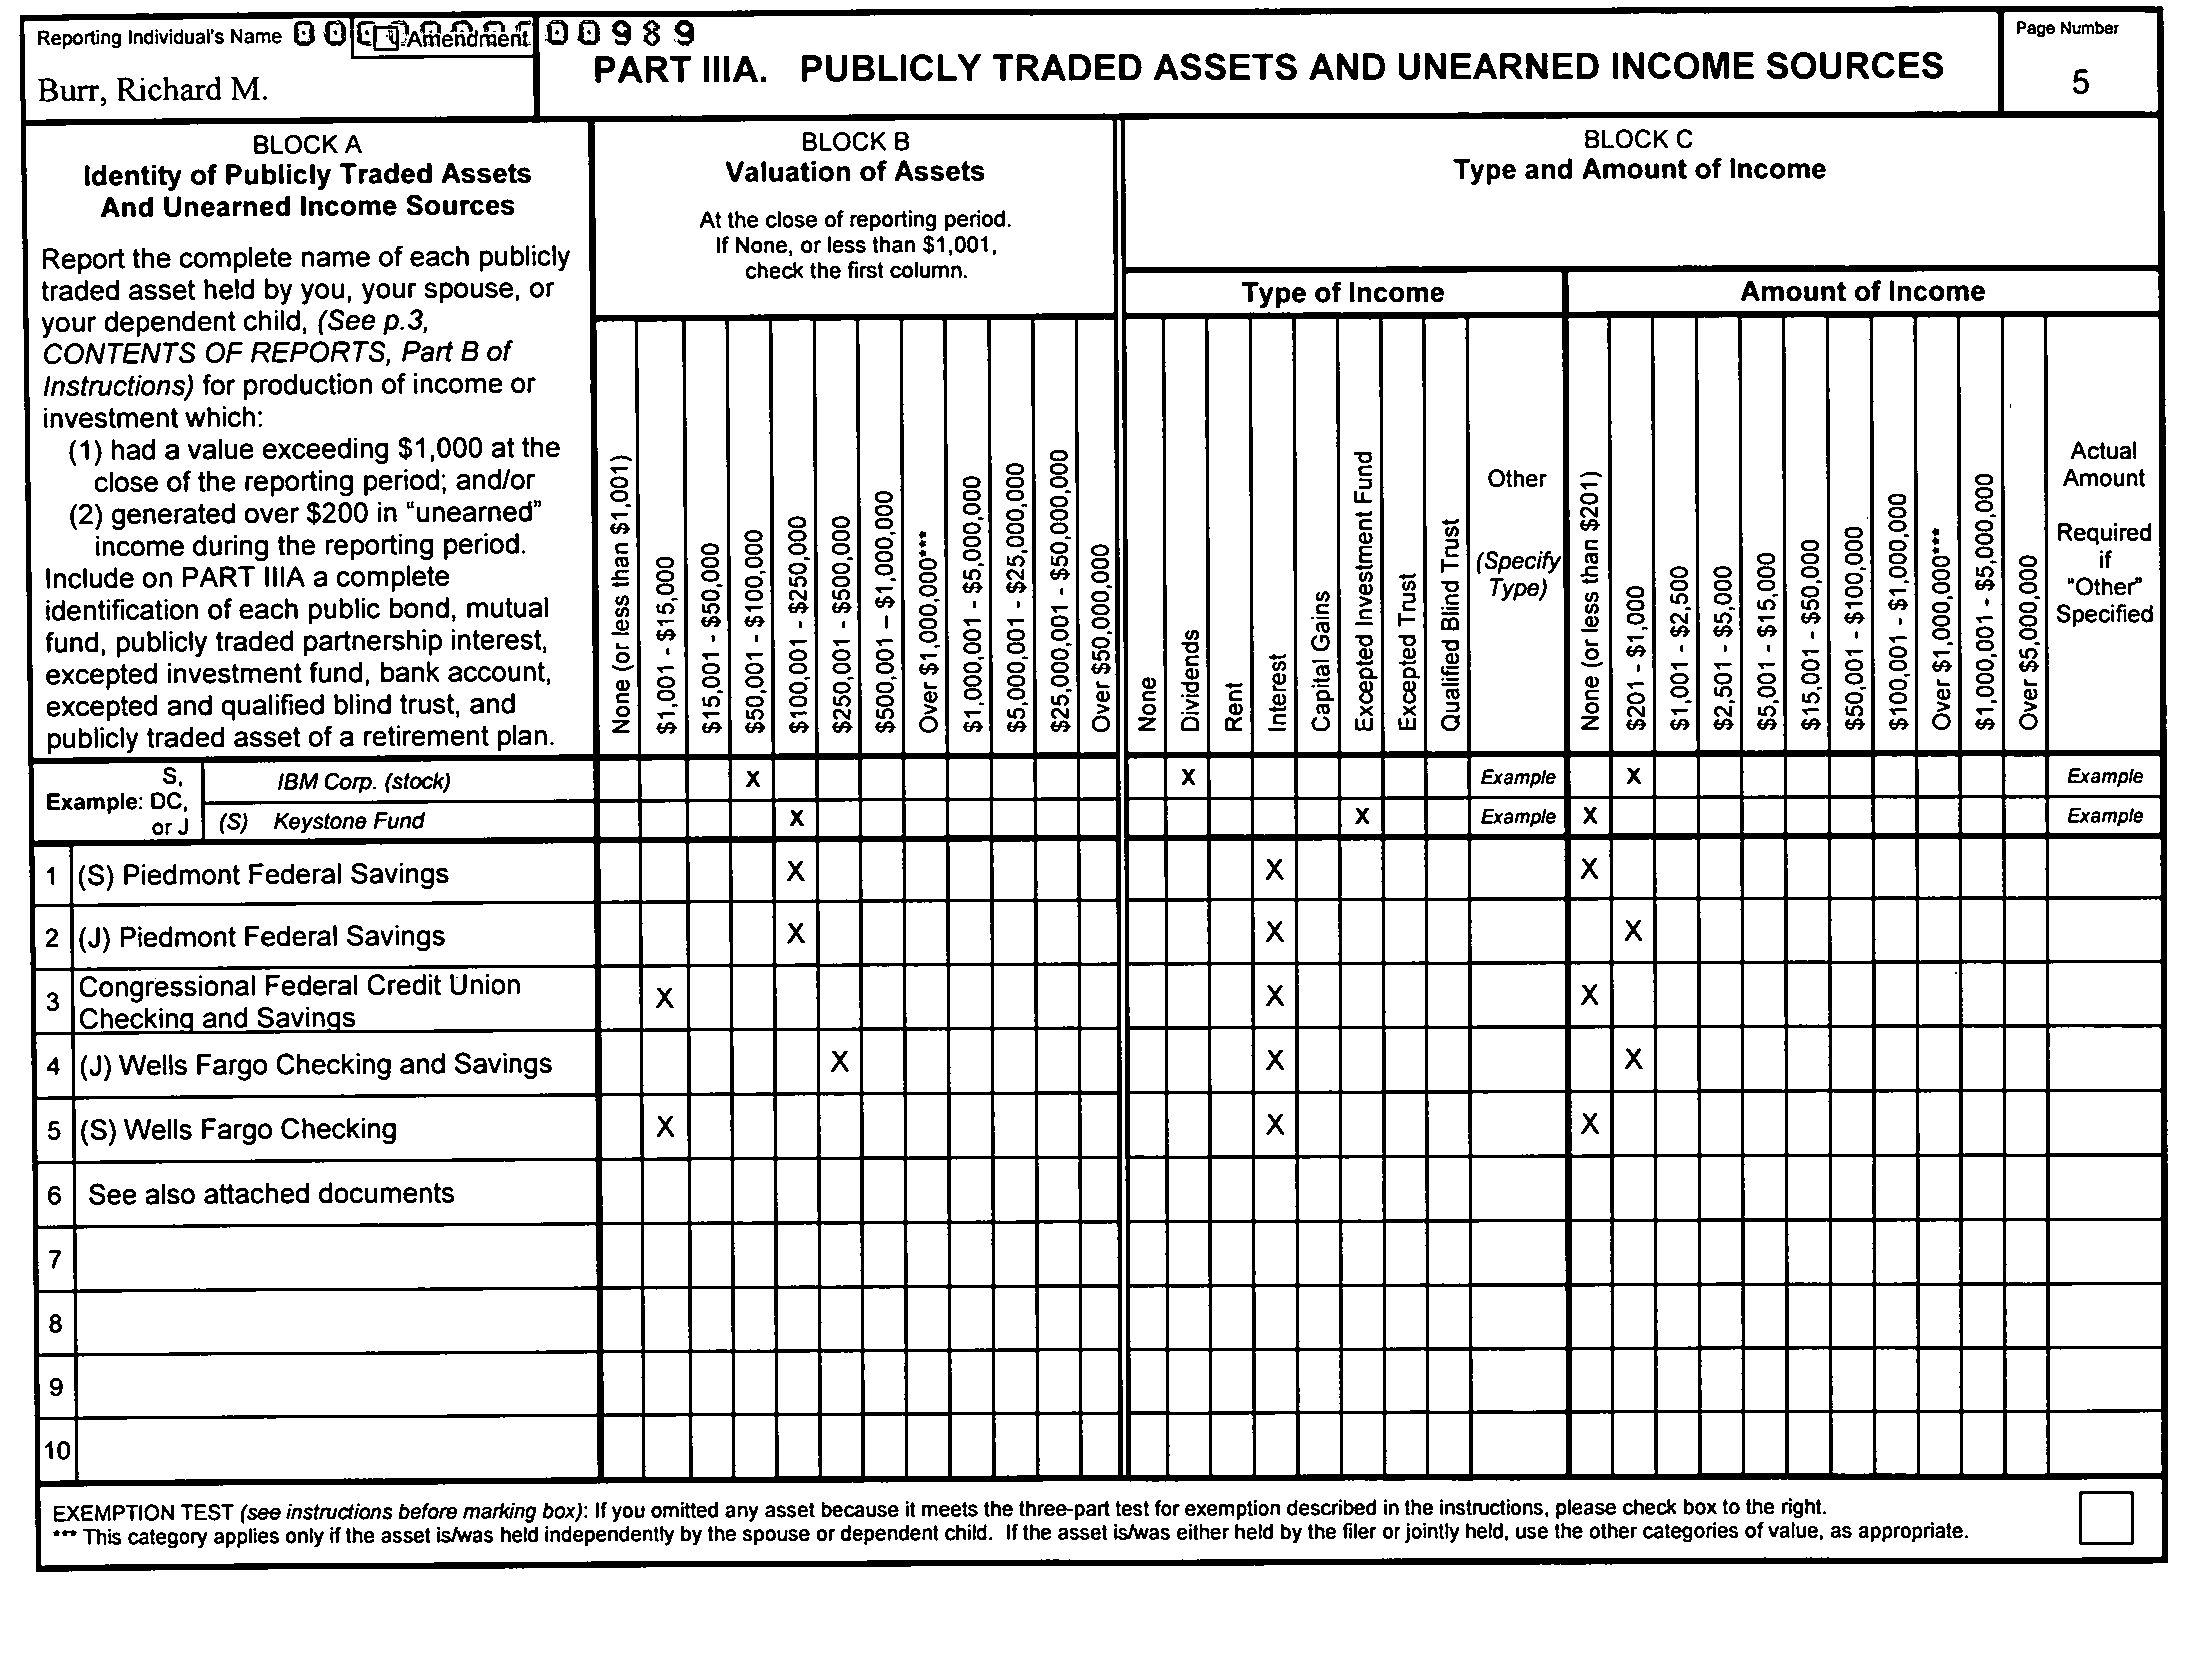 Reporting Individual's Name
Amendment
00989
Burr, Richard M.
PART IIIA. PUBLICLY TRADED ASSETS AND UNEARNED INCOME SOURCES
Page Number
5
BLOCK A
Identity of Publicly Traded Assets
And Unearned Income Sources
Report the complete name of each publicly
traded asset held by you, your spouse, or
your dependent child, (See p.3,
CONTENTS OF REPORTS, Part B of
Instructions) for production of income or
investment which:
(1) had a value exceeding $1,000 at the
close of the reporting period; and/or
(2) generated over $200 in "unearned"
income during the reporting period.
Include on PART IIIA a complete
identification of each public bond, mutual
fund, publicly traded partnership interest,
excepted investment fund, bank account,
excepted and qualified blind trust, and
publicly traded asset of a retirement plan.
BLOCK B
Valuation of Assets
At the close of reporting period.
If None, or less than $1,001,
check the first column.
None (or less than $1,001)
$1,001 - $15,000
$15,001 - $50,000
$50,001 - $100,000
$100,001 - $250,000
$250,001 - $500,000
$500,001 – $1,000,000
Over $1,000,000***
$1,000,001 - $5,000,000
$5,000,001 - $25,000,000
$25,000,001 - $50,000,000
Over $50,000,000
BLOCK C
Type and Amount of Income
Type of Income
None
Dividends
Rent
Interest
Capital Gains
Excepted Investment Fund
Excepted Trust
Qualified Blind Trust
Other
(Specify
Type)
Amount of Income
None (or less than $201)
$201 - $1,000
$1,001 - $2,500
$2,501 - $5,000
$5,001 - $15,000
$15,001 - $50,000
$50,001 - $100,000
$100,001 - $1,000,000
Over $1,000,000***
$1,000,001 - $5,000,000
Over $5,000,000
Actual
Amount
Required
if
"Other"
Specified
Example: S, DC, or J
IBM Corp. (stock) X X Example X Example
(S) Keystone Fund X X Example X Example
1 (S) Piedmont Federal Savings X X X
2 (J) Piedmont Federal Savings X X X
3 Congressional Federal Credit Union
Checking and Savings X X X
4 (J) Wells Fargo Checking and Savings X X X
5 (S) Wells Fargo Checking X X X
6 See also attached documents
7
8
9
10
EXEMPTION TEST (see instructions before marking box): If you omitted any asset because it meets the three-part test for exemption described in the instructions, please check box to the right.
*** This category applies only if the asset is/was held independently by the spouse or dependent child. If the asset is/was either held by the filer or jointly held, use the other categories of value, as appropriate.